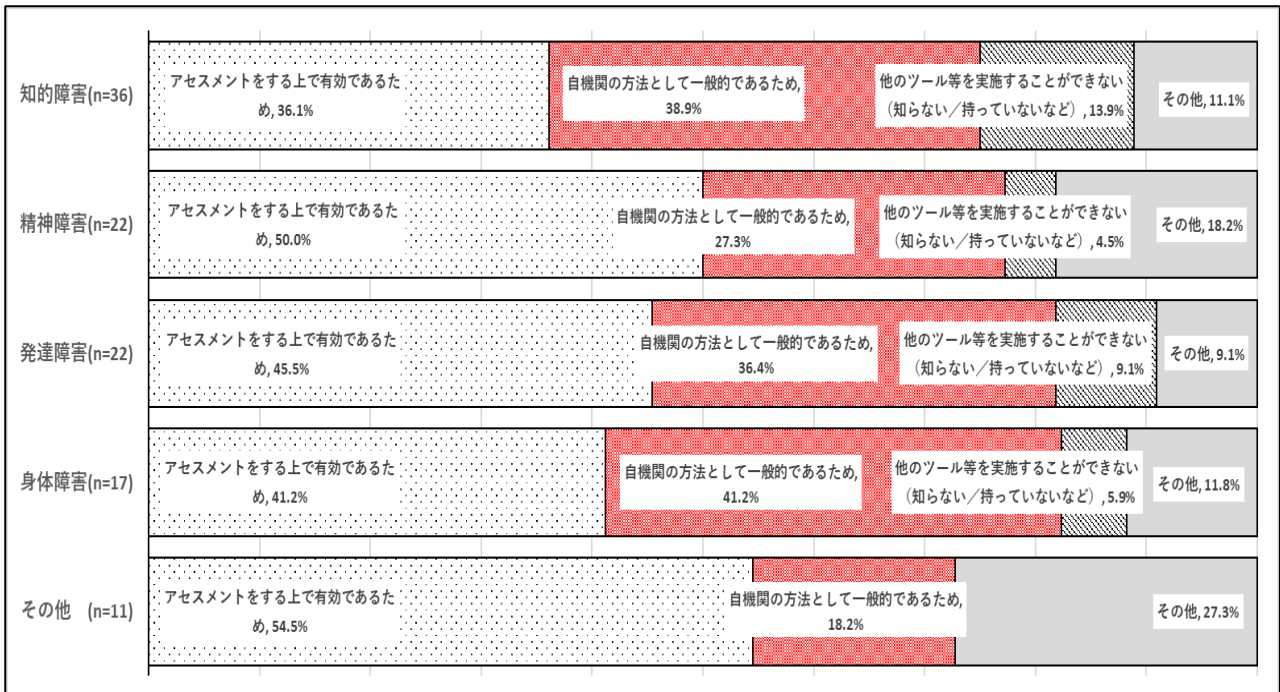 知的障害(n=36)
アセスメントをする上で有効であるた
め, 36.1%
自機関の方法として一般的であるため,
38.9%
他のツール等を実施することができない
（知らない／持っていないなど）, 13.9%
その他, 11.1%
精神障害(n=22)
アセスメントをする上で有効であるた
め, 50.0%
自機関の方法として一般的であるため,
27.3%
他のツール等を実施することができない
（知らない／持っていないなど）, 4.5%
その他, 18.2%
発達障害(n=22)
アセスメントをする上で有効であるた
め, 45.5%
自機関の方法として一般的であるため,
36.4%
他のツール等を実施することができない
（知らない／持っていないなど）, 9.1%
その他, 9.1%
身体障害(n=17)
アセスメントをする上で有効であるた
め, 41.2%
自機関の方法として一般的であるため,
41.2%
他のツール等を実施することができない
（知らない／持っていないなど）, 5.9%
その他, 11.8%
その他　(n=11)
アセスメントをする上で有効であるた
め, 54.5%
自機関の方法として一般的であるため,
18.2%
その他, 27.3%